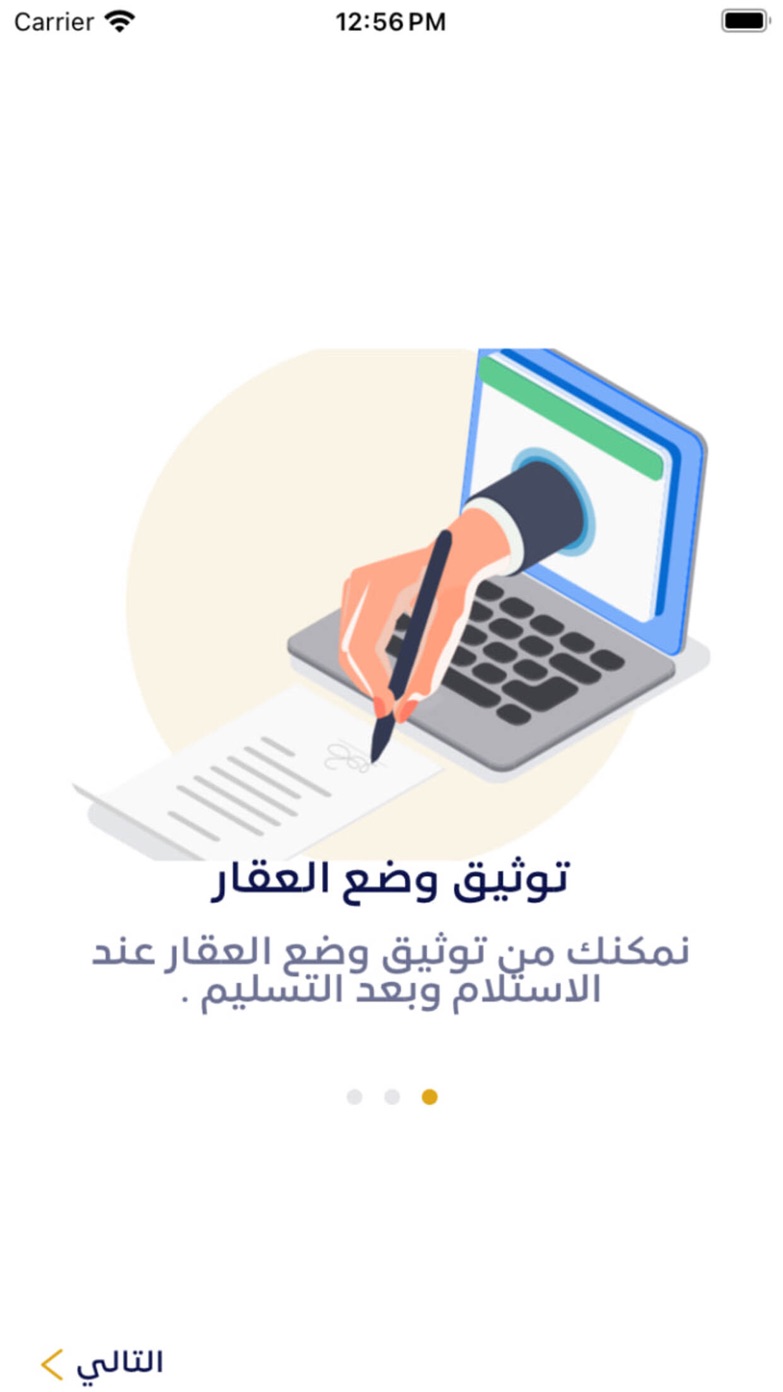 Carrier 12:56 PM
توثيق وضع العقار
نمكنك من توثيق وضع العقار عند
الاستلام وبعد التسليم .
التالي